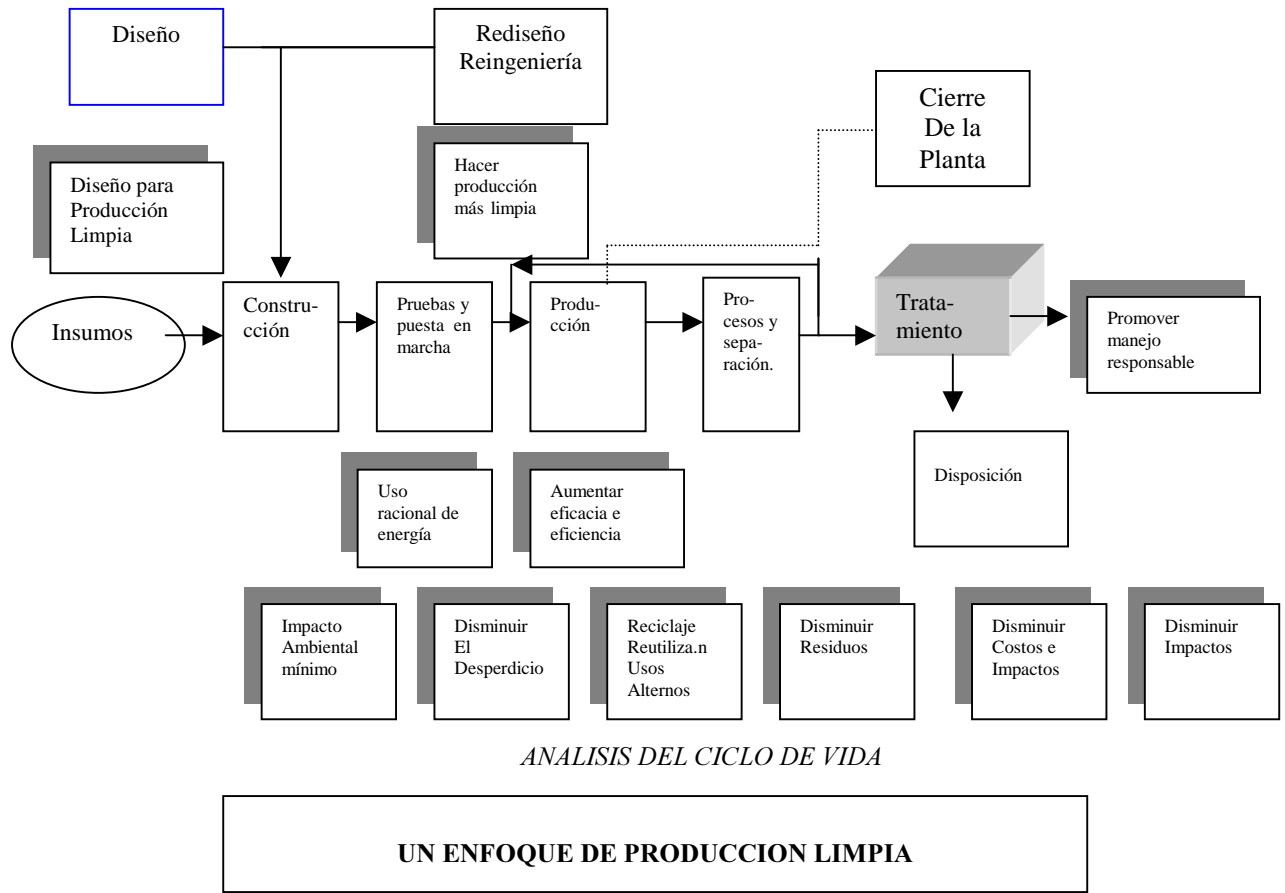 Diseño
Rediseño
Reingeniería
Cierre
De la
Planta
Diseño para
Producción
Limpia
Hacer
producción
más limpia
Insumos
Constru-
cción
Pruebas y
puesta en
marcha
Produ-
cción
Pro-
cesos y
sepa-
ración.
Trata-
miento
Promover
manejo
responsable
Disposición
Uso
racional de
energía
Aumentar
eficacia e
eficiencia
Impacto
Ambiental
mínimo
Disminuir
El
Desperdicio
Reciclaje
Reutiliza.n
Usos
Alternos
Disminuir
Residuos
Disminuir
Costos e
Impactos
Disminuir
Impactos
ANALISIS DEL CICLO DE VIDA
UN ENFOQUE DE PRODUCCION LIMPIA